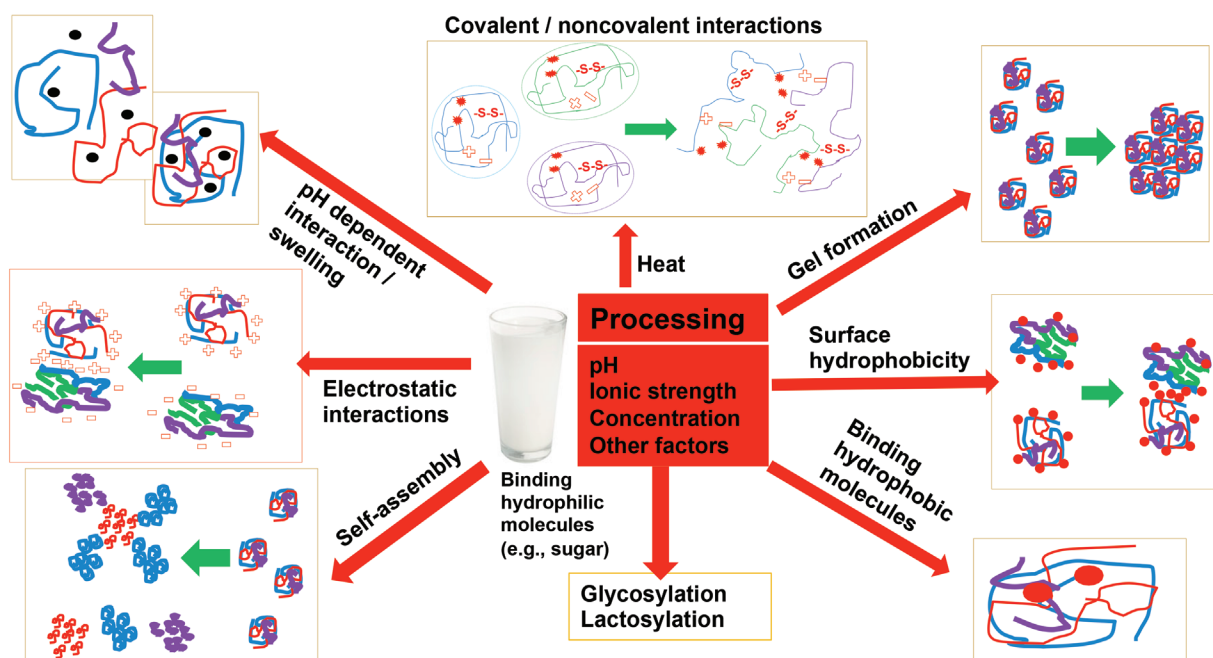 Covalent / noncovalent interactions
-S-S-
-S-S-
-S-S-
-S-S-
-S-S-
-S-S-
-S-S-
pH dependent
interaction /
swelling
Heat
Gel formation
Processing
pH
Ionic strength
Concentration
Other factors
Surface
hydrophobicity
Electrostatic
interactions
Binding
hydrophobic
molecules
Self-assembly
Binding
hydrophilic
molecules
(e.g., sugar)
Glycosylation
Lactosylation